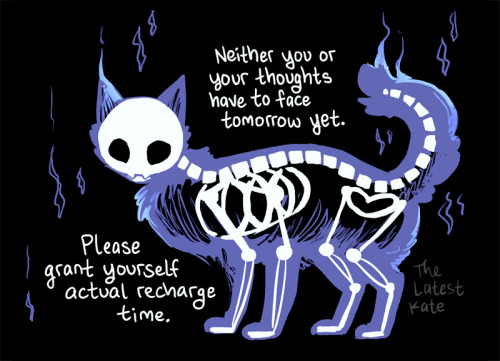 Neither you or
your thoughts
have to face
tomorrow yet.
Please
grant yourself
actual recharge
time.
The
Latest
Kate